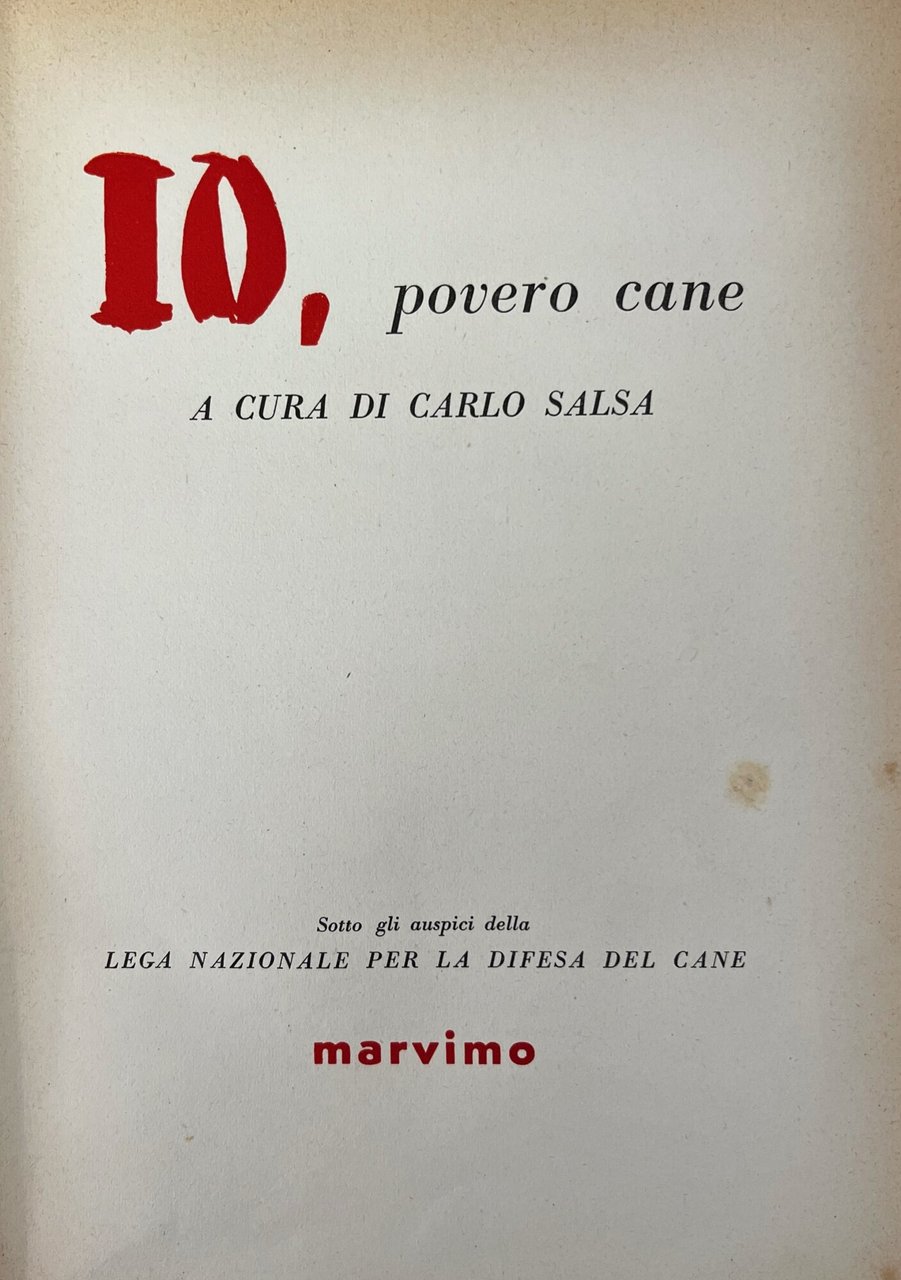 IO, povero cane
A CURA DI CARLO SALSA
Sotto gli auspici della
LEGA NAZIONALE PER LA DIFESA DEL CANE
marvimo